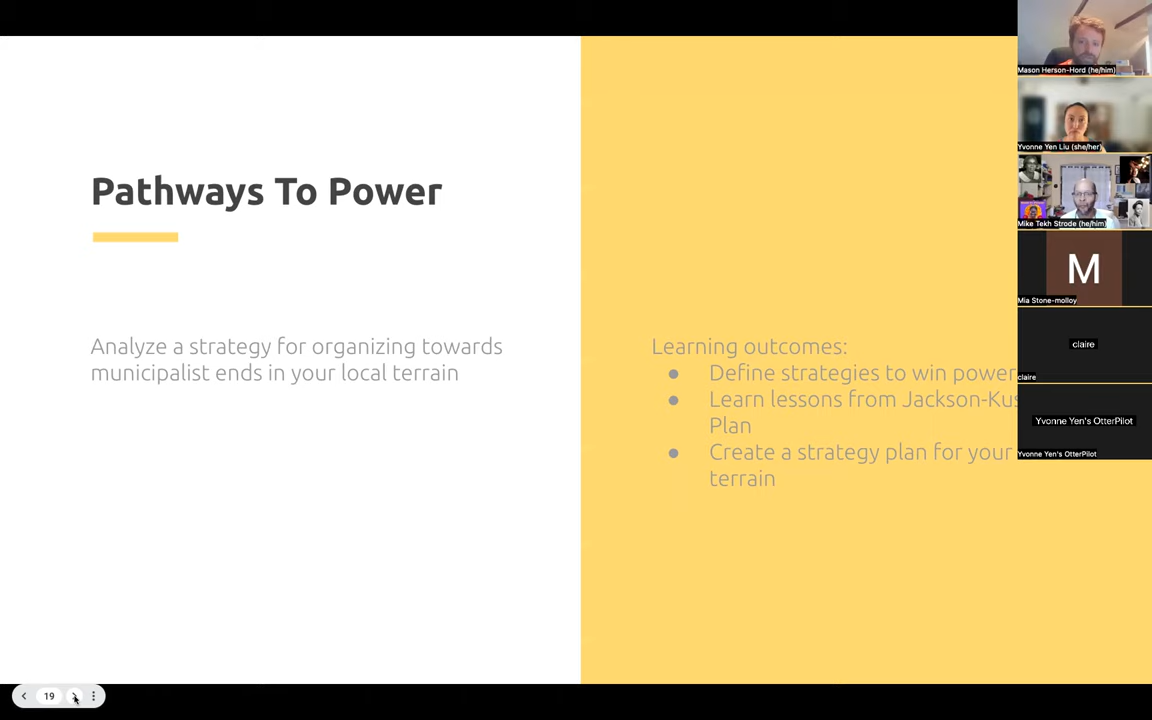 Pathways To Power
Analyze a strategy for organizing towards
municipalist ends in your local terrain
Learning outcomes:
● Define strategies to win power
● Learn lessons from
Plan
● Create a strategy plan for your
terrain
Mason Herson-Hord (he/him)
Yvonne Yen Liu (she/her)
Mike Tekh Strode (he/him)
M
Mia Stone-molloy
claire
claire
Yvonne Yen's OtterPilot
Yvonne Yen's OtterPilot
19